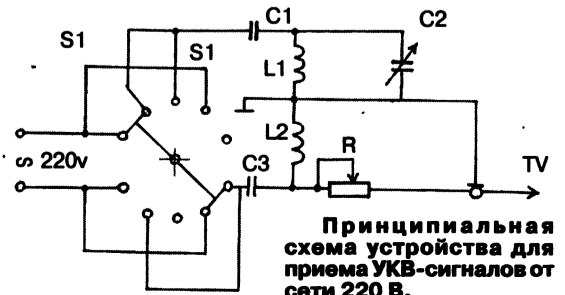 C1
C2
S1
S1
L1
L2
220v
C3
R
TV
Принципиальная
схема устройства для
приема УКВ-сигналов от
сети 220 В.